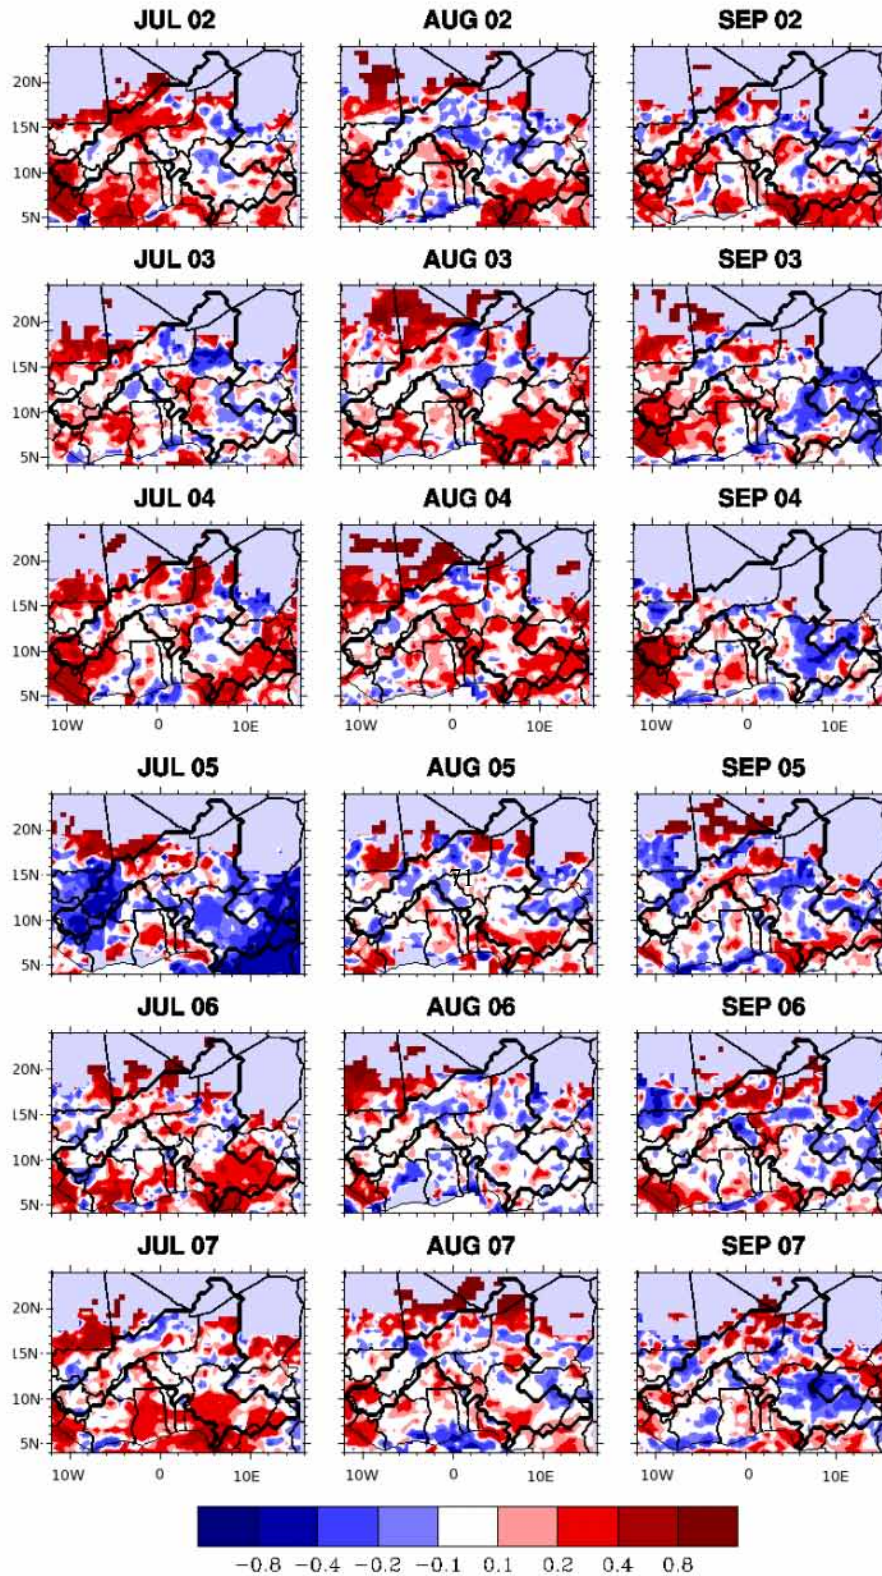 JUL 02 AUG 02 SEP 02
20N
15N
10N
5N
JUL 03 AUG 03 SEP 03
20N
15N
10N
5N
JUL 04 AUG 04 SEP 04
20N
15N
10N
5N
10W 0 10E 10W 0 10E 10W 0 10E
JUL 05 AUG 05 SEP 05
20N
15N
71
10N
5N
JUL 06 AUG 06 SEP 06
20N
15N
10N
5N
JUL 07 AUG 07 SEP 07
20N
15N
10N
5N
10W 0 10E 10W 0 10E 10W 0 10E
−0.8 −0.4 −0.2 −0.1 0.1 0.2 0.4 0.8